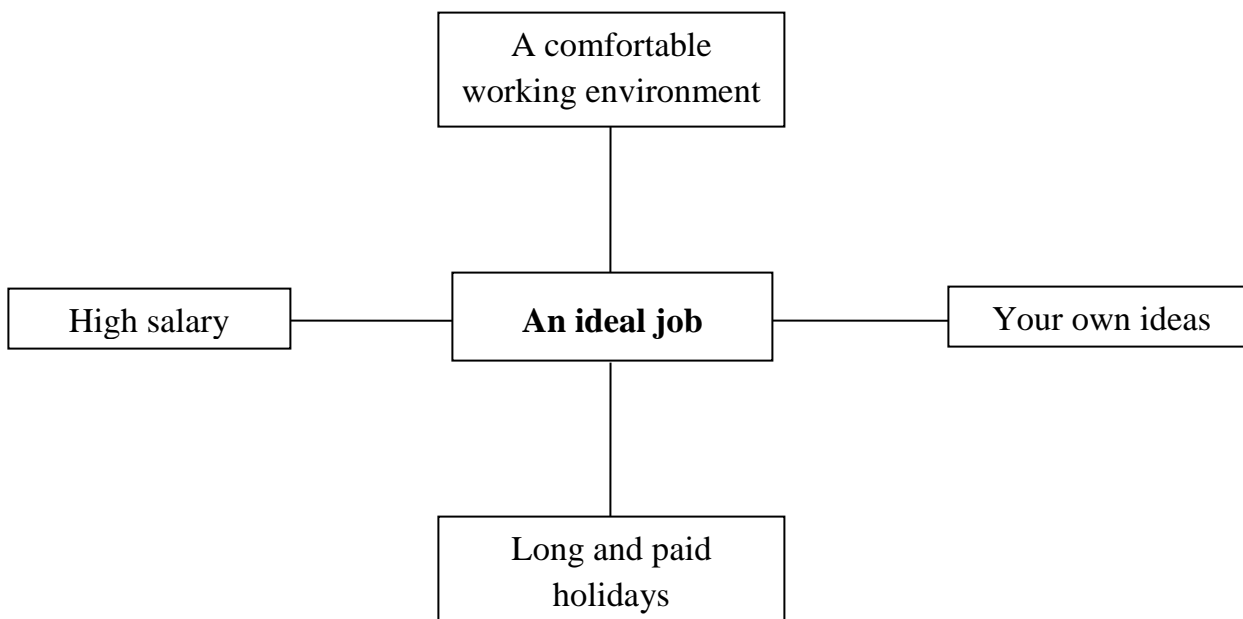 A comfortable
working environment
High salary
An ideal job
Your own ideas
Long and paid
holidays